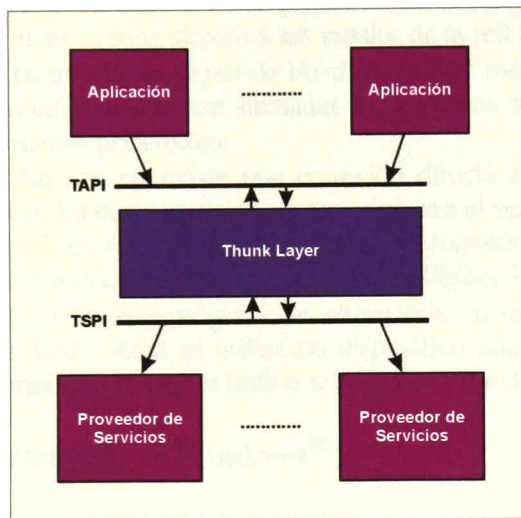 Aplicación
Aplicación
TAPI
Thunk Layer
TSPI
Proveedor de
Servicios
Proveedor de
Servicios